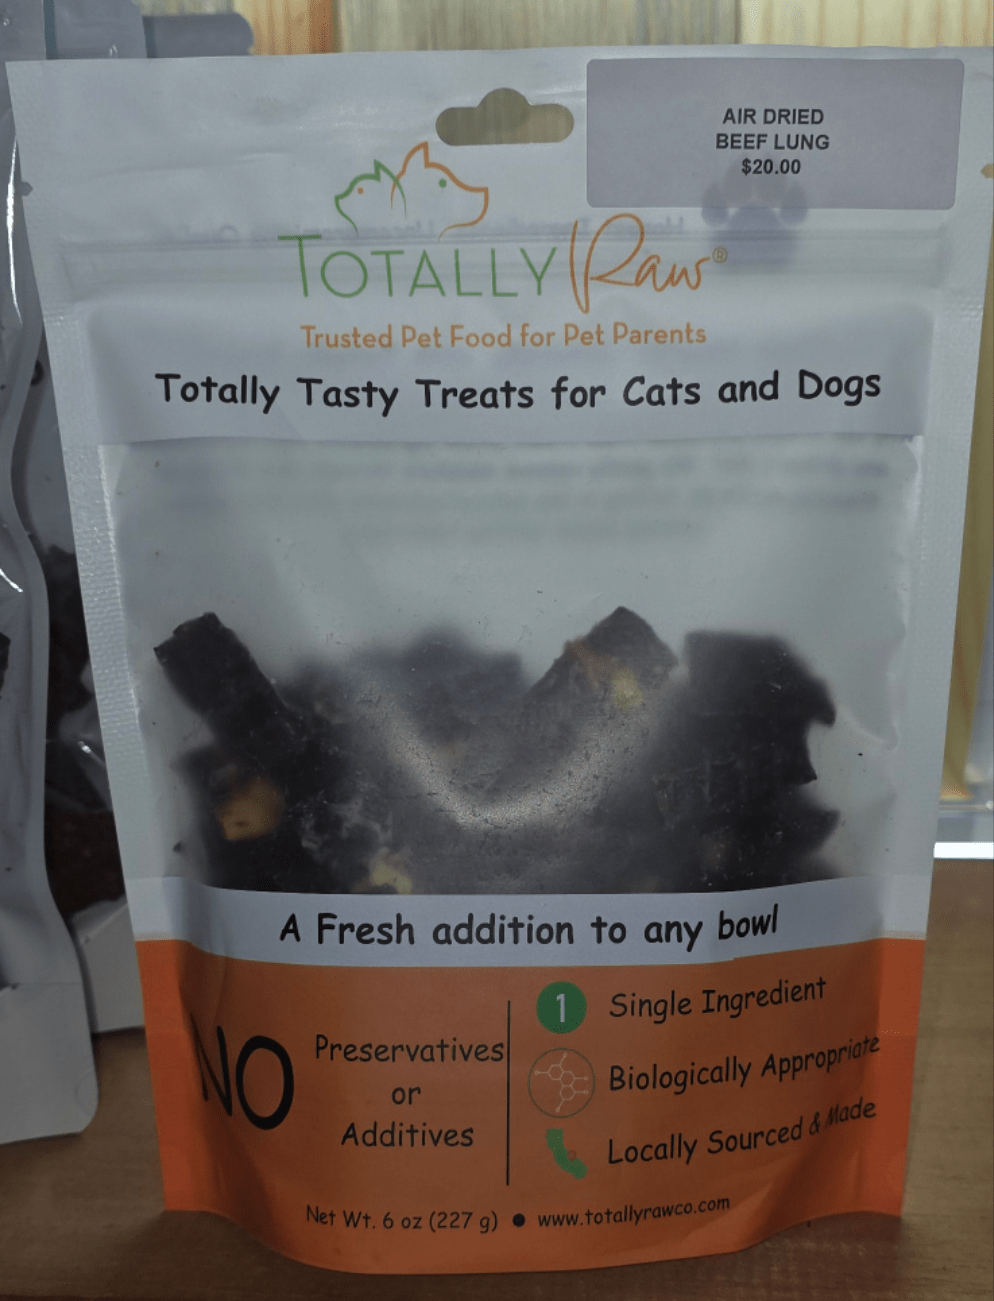 AIR DRIED
BEEF LUNG
$20.00
TOTALLY Raw®
Trusted Pet Food for Pet Parents
Totally Tasty Treats for Cats and Dogs
A Fresh addition to any bowl
NO
Preservatives
or
Additives
1 Single Ingredient
Biologically Appropriate
Locally Sourced & Made
Net Wt. 6 oz (227 g) ● www.totallyrawco.com